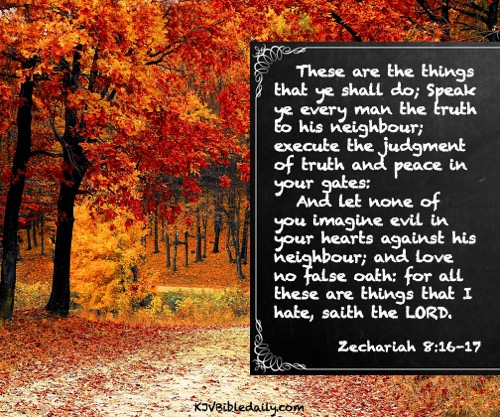 These are the things
that ye shall do; Speak
ye every man the truth
to his neighbour;
execute the judgment
of truth and peace in
your gates:
And let none of
you imagine evil in
your hearts against his
neighbour; and love
no false oath: for all
these are things that I
hate, saith the LORD.
Zechariah 8:16-17
KJVBibledaily.com